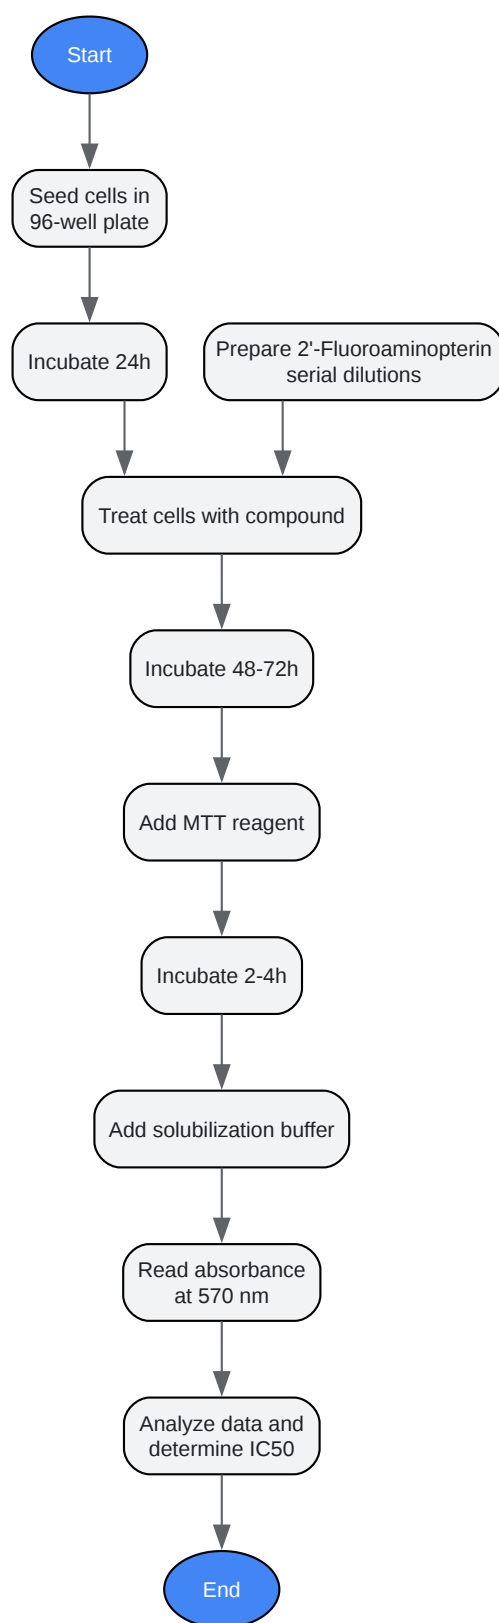 Start
Seed cells in
96-well plate
Incubate 24h
Prepare 2'-Fluoroaminopterin
serial dilutions
Treat cells with compound
Incubate 48-72h
Add MTT reagent
Incubate 2-4h
Add solubilization buffer
Read absorbance
at 570 nm
Analyze data and
determine IC50
End